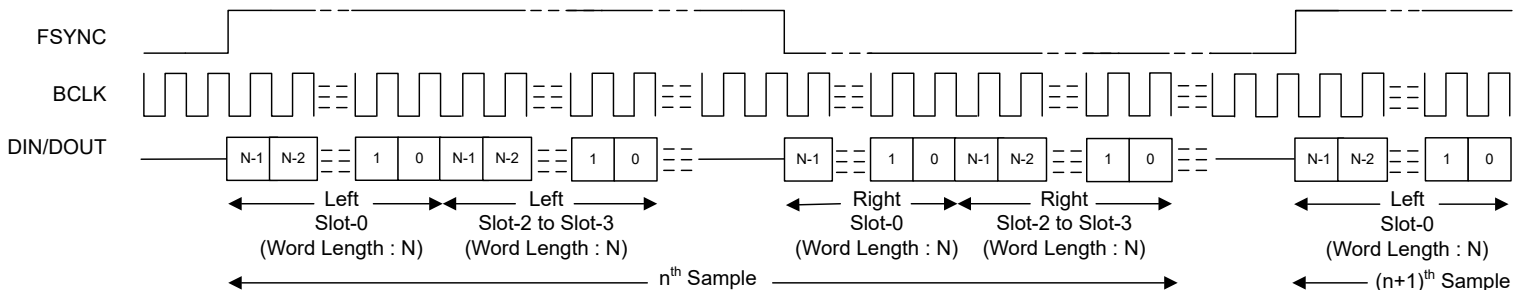 FSYNC
BCLK
DIN/DOUT
N-1 N-2 1 0 N-1 N-2 1 0 N-1 1 0 N-1 N-2 1 0 N-1 N-2 1 0
Left Left Right Right Left
Slot-0 Slot-2 to Slot-3 Slot-0 Slot-2 to Slot-3 Slot-0
(Word Length : N) (Word Length : N) (Word Length : N) (Word Length : N) (Word Length : N)
nth Sample (n+1)th Sample